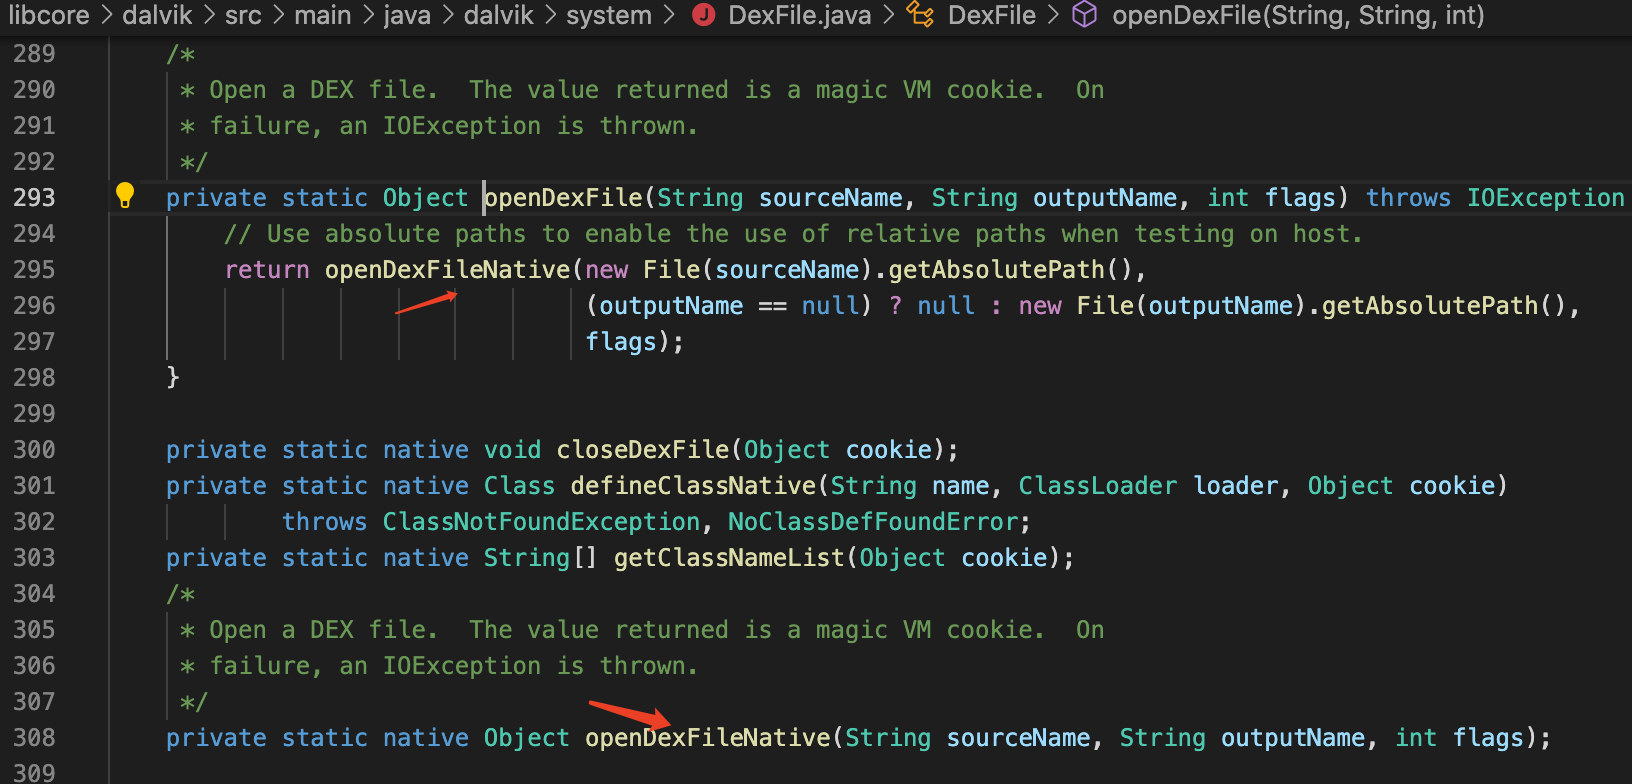 libcore > dalvik > src > main > java > dalvik > system > J DexFile.java > DexFile > openDexFile(String, String, int)
289 /*
290 * Open a DEX file.  The value returned is a magic VM cookie.  On
291 * failure, an IOException is thrown.
292 */
293 private static Object openDexFile(String sourceName, String outputName, int flags) throws IOException
294 // Use absolute paths to enable the use of relative paths when testing on host.
295 return openDexFileNative(new File(sourceName).getAbsolutePath(),
296 (outputName == null) ? null : new File(outputName).getAbsolutePath(),
297 flags);
298 }
299
300 private static native void closeDexFile(Object cookie);
301 private static native Class defineClassNative(String name, ClassLoader loader, Object cookie)
302 throws ClassNotFoundException, NoClassDefFoundError;
303 private static native String[] getClassNameList(Object cookie);
304 /*
305 * Open a DEX file.  The value returned is a magic VM cookie.  On
306 * failure, an IOException is thrown.
307 */
308 private static native Object openDexFileNative(String sourceName, String outputName, int flags);
309